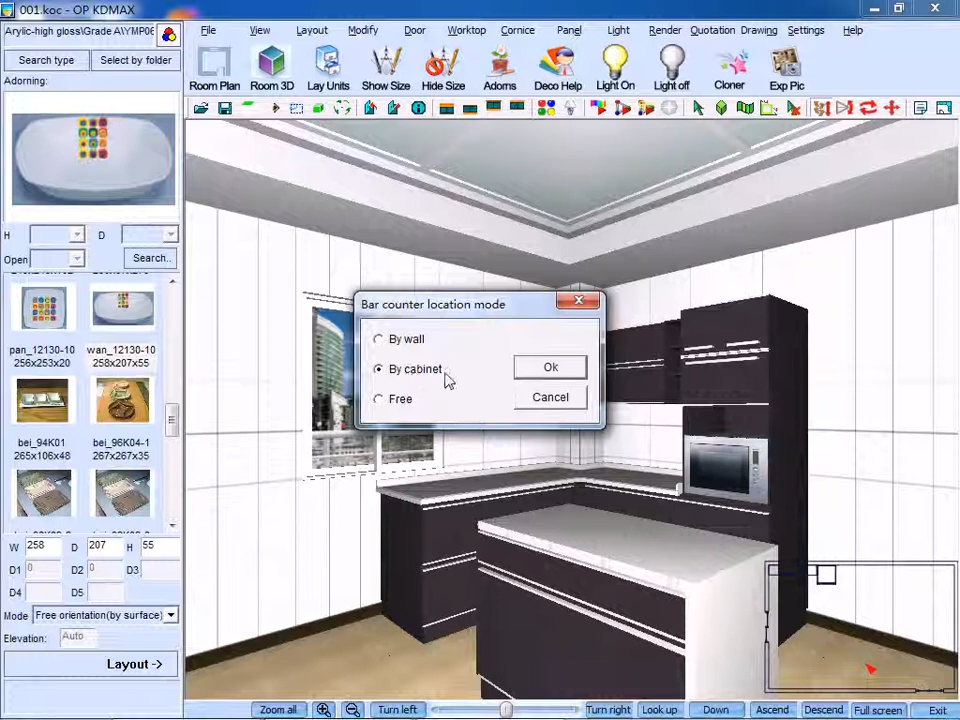 001.koc - OP KDMAX
Acrylic-high gloss\Grade A\YMP06
File View Layout Modify Door Worktop Cornice Panel Light Render Quotation Drawing Settings Help
Search type Select by folder
Room Plan Room 3D Lay Units Show Size Hide Size Adorns Deco Help Light On Light off Cloner Exp Pic
Adorning:
H D
Open Search..
pan_12130-10 wan_12130-10
256x253x20 258x207x55
bei_94K01 bei_96K04-1
265x106x48 267x267x35
W 258 D 207 H 55
D1 0 D2 0 D3
D4 D5
Mode Free orientation(by surface)
Elevation: Auto
Layout ->
Bar counter location mode
By wall
By cabinet
Free
Ok
Cancel
Zoom all Turn left Turn right Look up Down Ascend Descend Full screen Exit